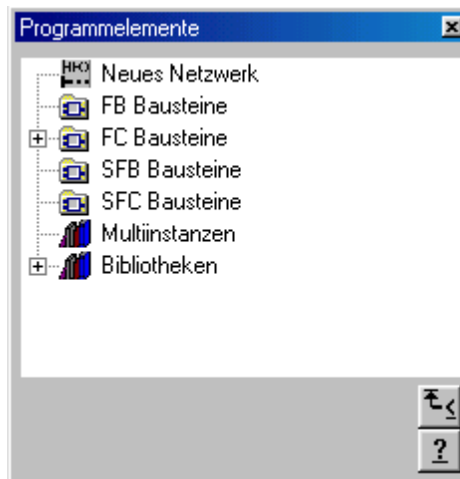 Programmelemente
Neues Netzwerk
FB Bausteine
FC Bausteine
SFB Bausteine
SFC Bausteine
Multiinstanzen
Bibliotheken
?